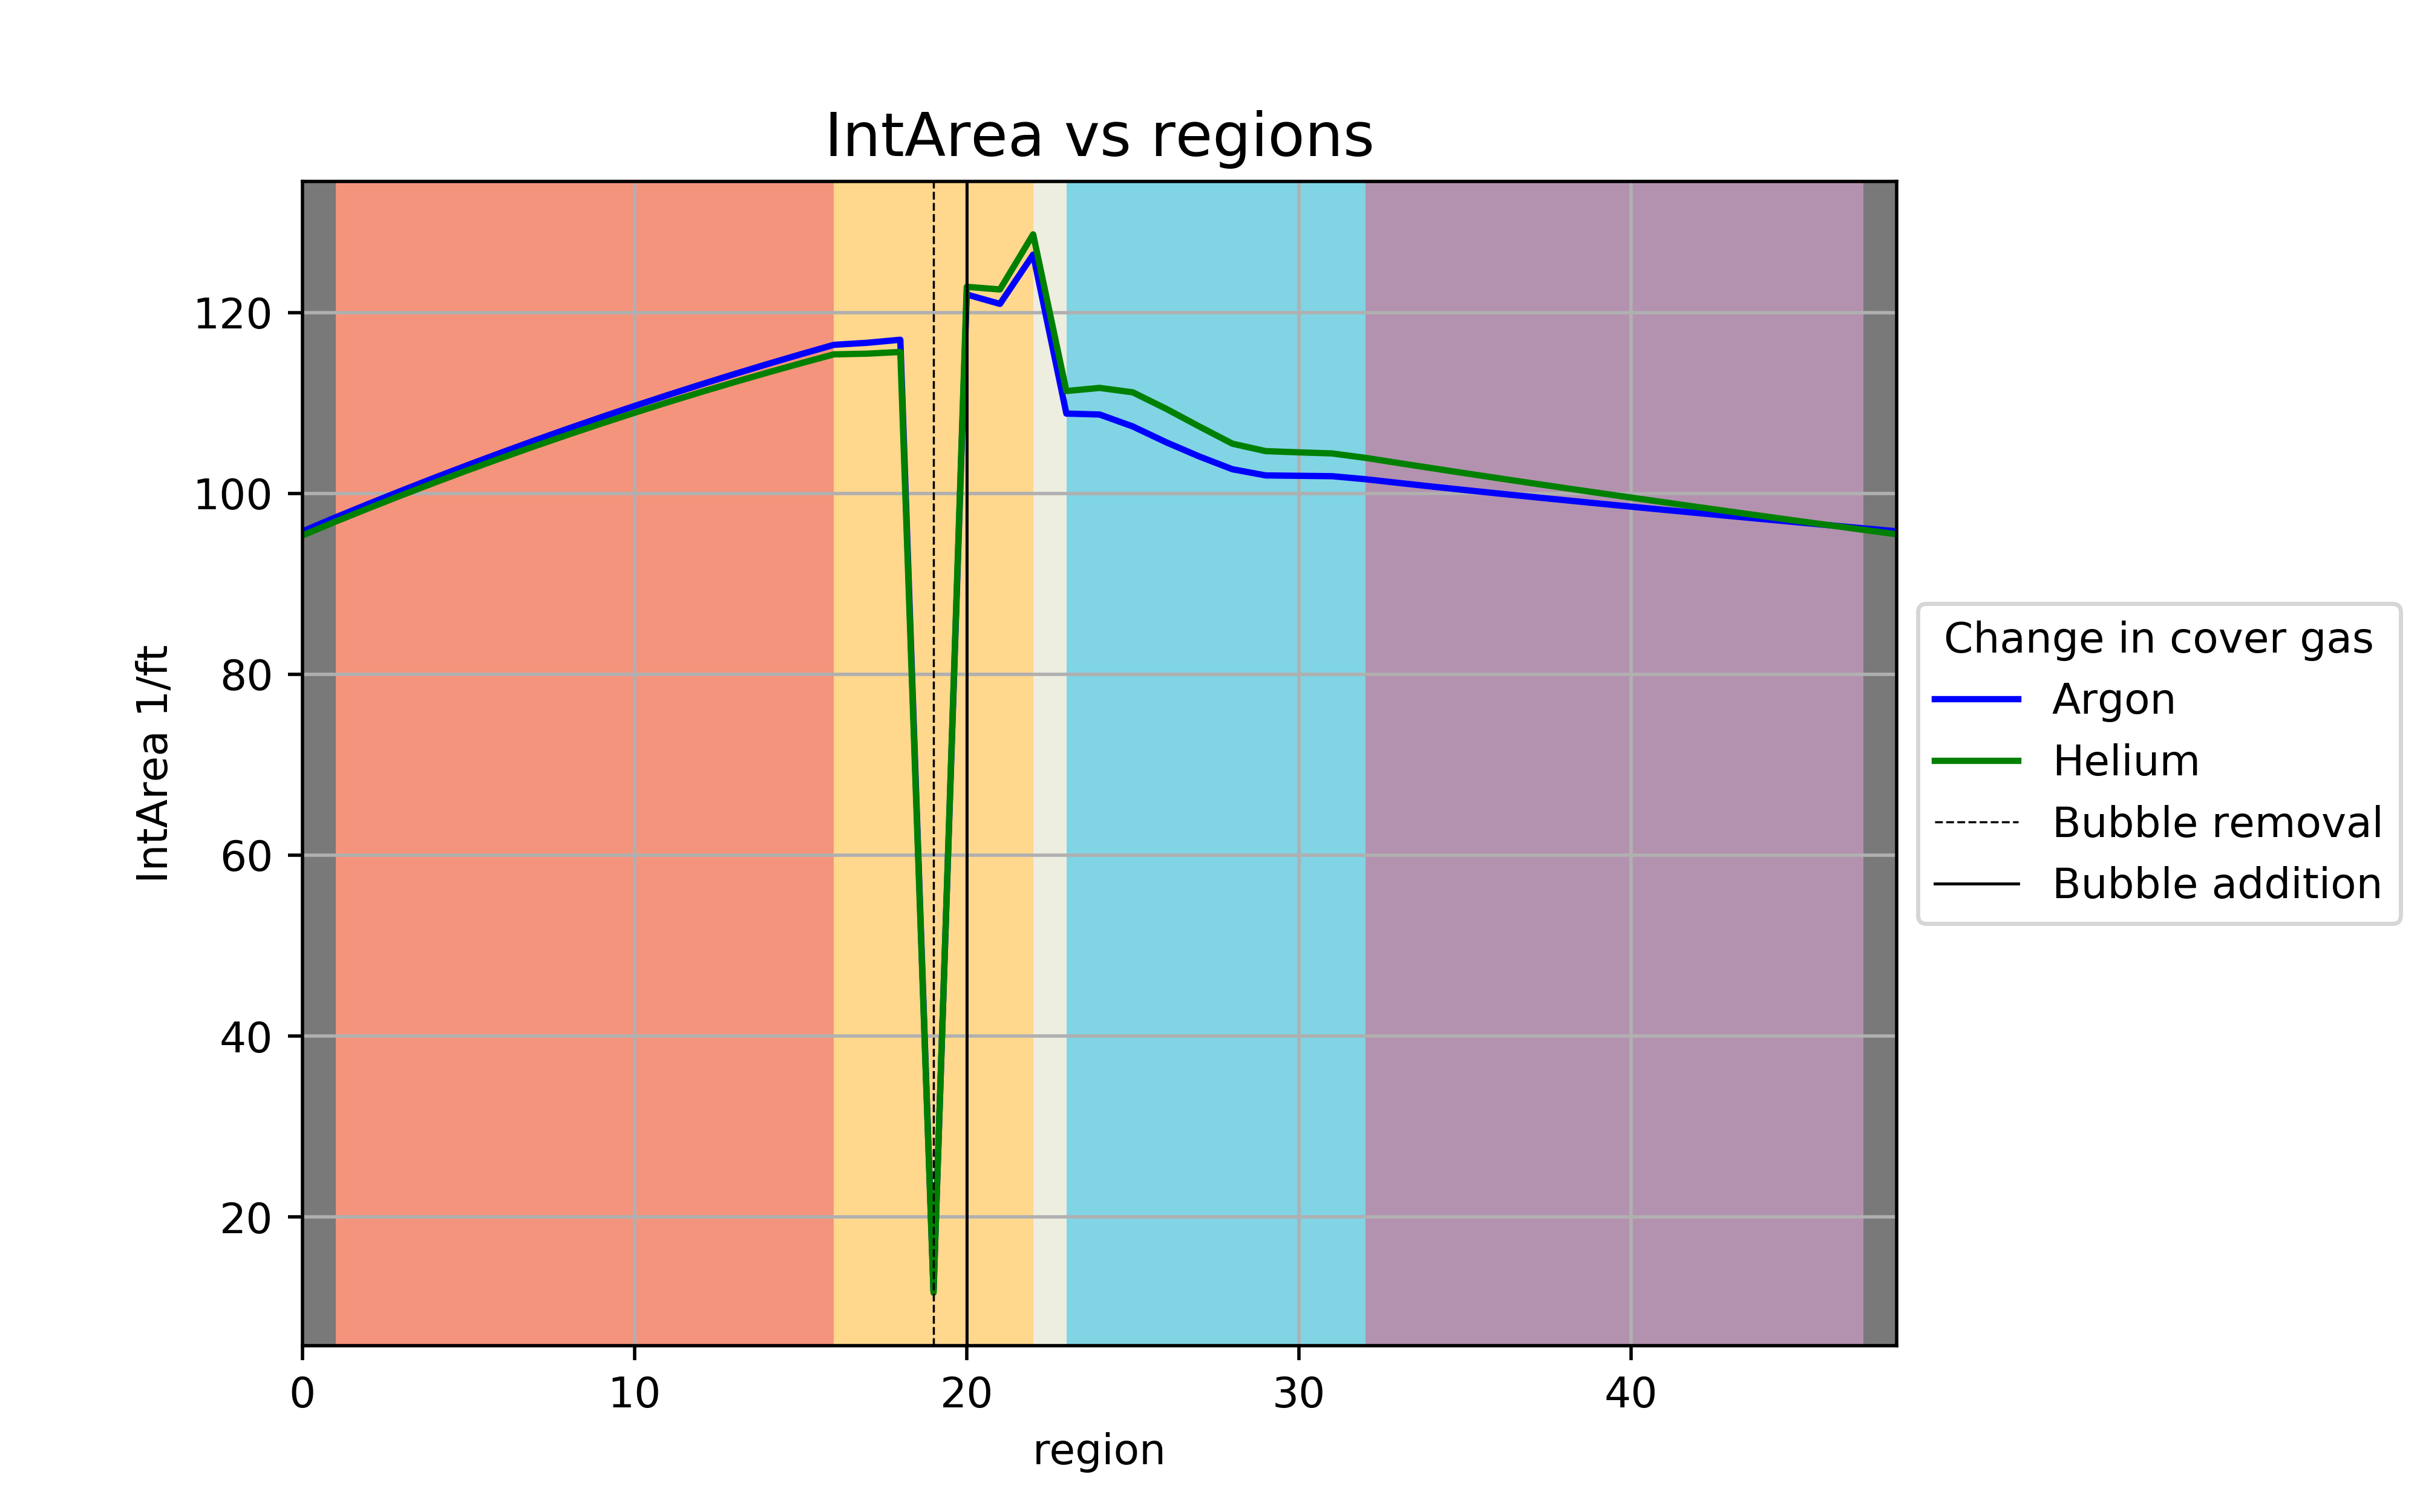 IntArea vs regions
IntArea 1/ft
120
100
80
60
40
20
0
10
20
30
40
region
Change in cover gas
Argon
Helium
Bubble removal
Bubble addition